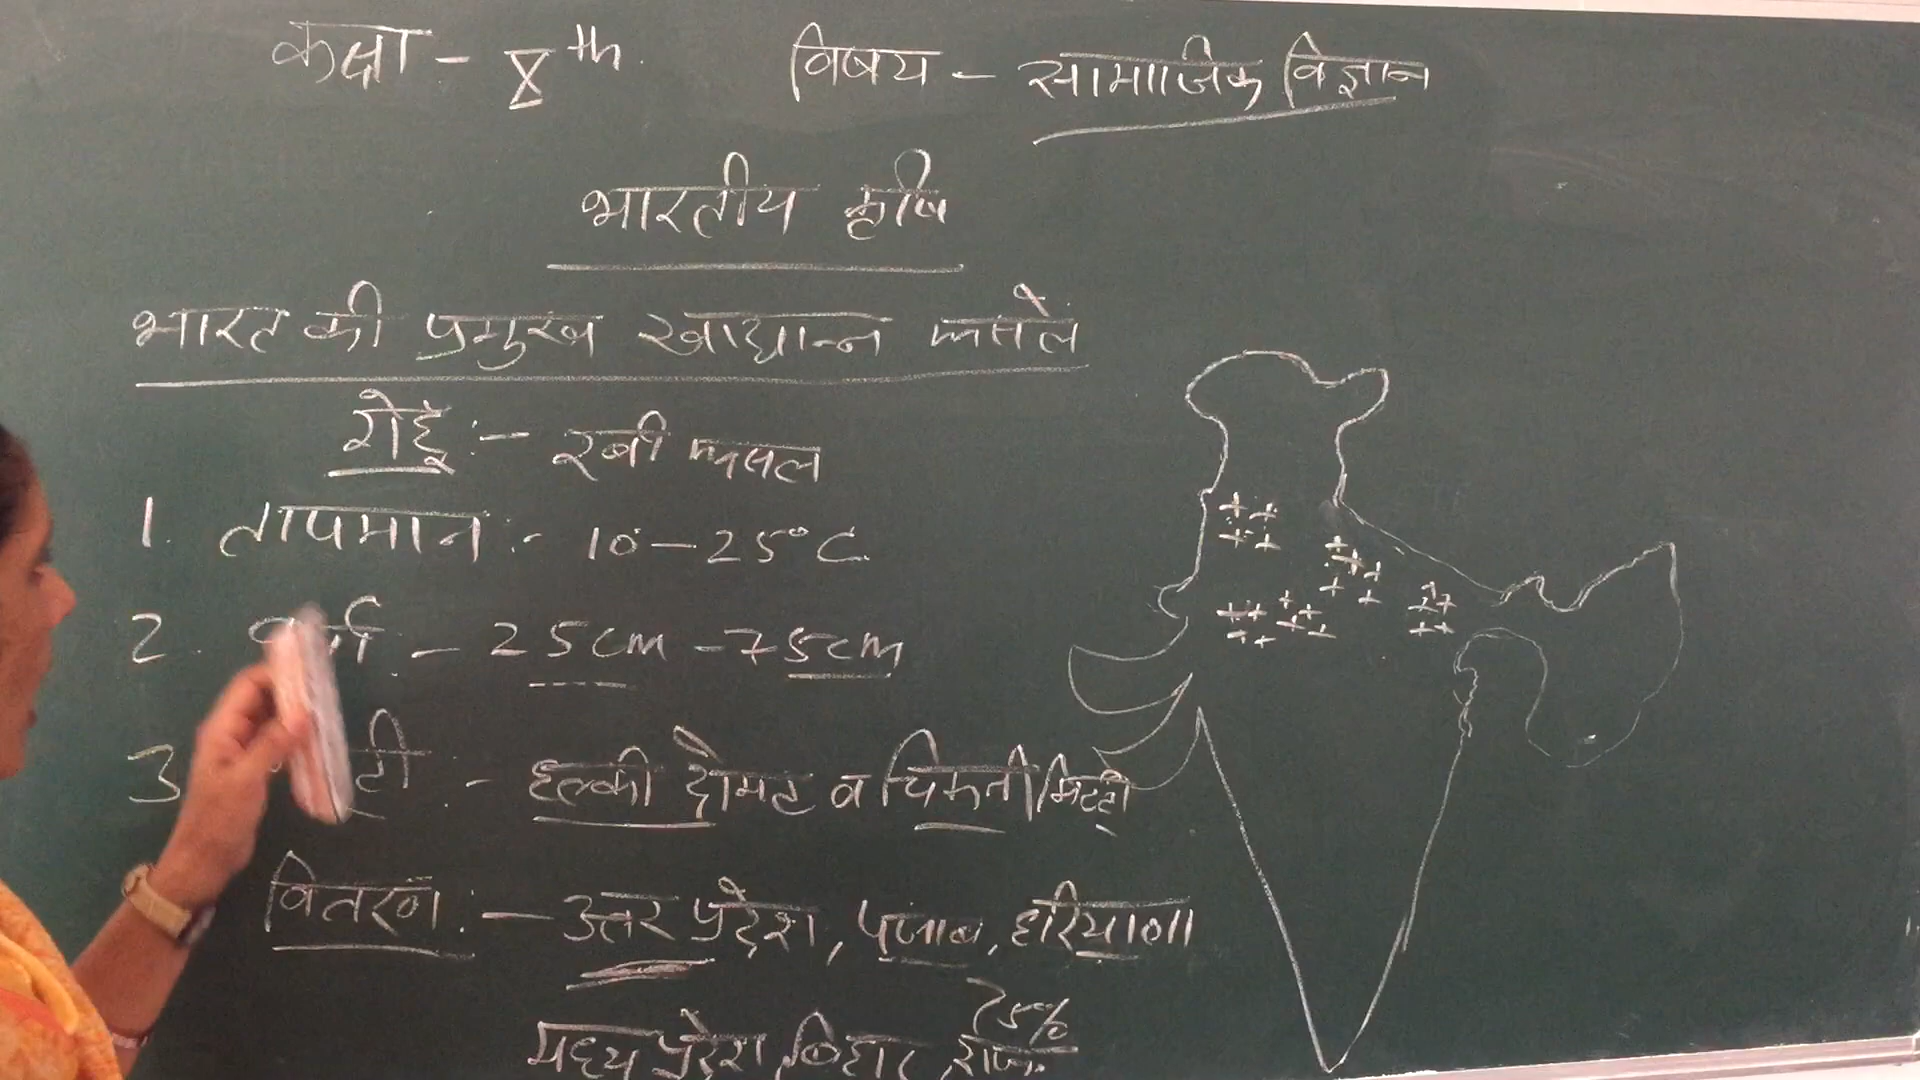 कक्षा - 8th. विषय - सामाजिक विज्ञान
भारतीय कृषि
भारत की प्रमुख खाद्यान्न फसले
गेहूँ :- रबी फसल
1. तापमान :- 10° - 25°C.
2. - 25cm - 75cm
3 :- हल्की दोमट व चिकनी मिट्टी
वितरण :- उत्तर प्रदेश, पंजाब, हरियाणा
75%
मध्य प्रदेश, बिहार,